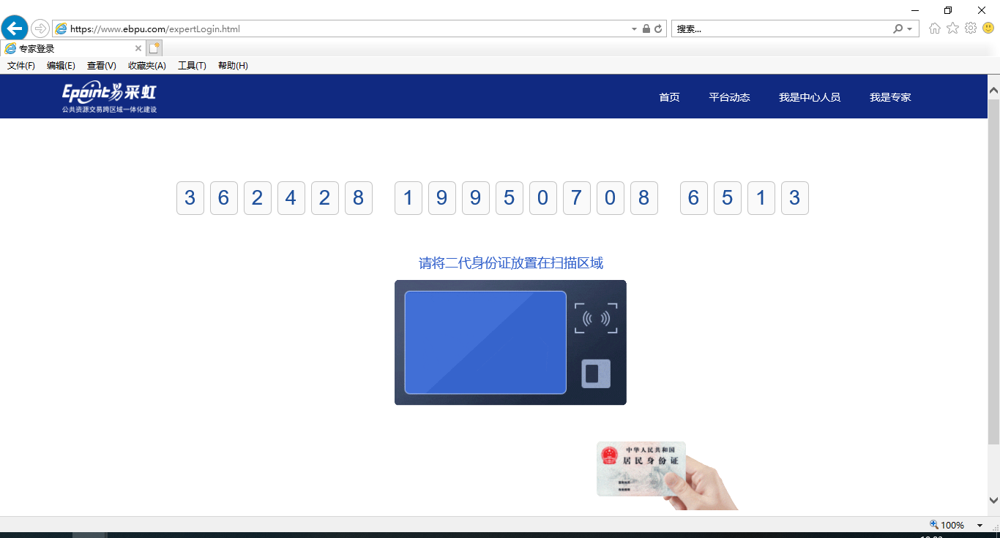 https://www.ebpu.com/expertLogin.html
搜索...
专家登录
文件(F) 编辑(E) 查看(V) 收藏夹(A) 工具(T) 帮助(H)
Epoint易采虹
公共资源交易跨区域一体化建设
首页 平台动态 我是中心人员 我是专家
3 6 2 4 2 8 1 9 9 5 0 7 0 8 6 5 1 3
请将二代身份证放置在扫描区域
中华人民共和国
居民身份证
100%